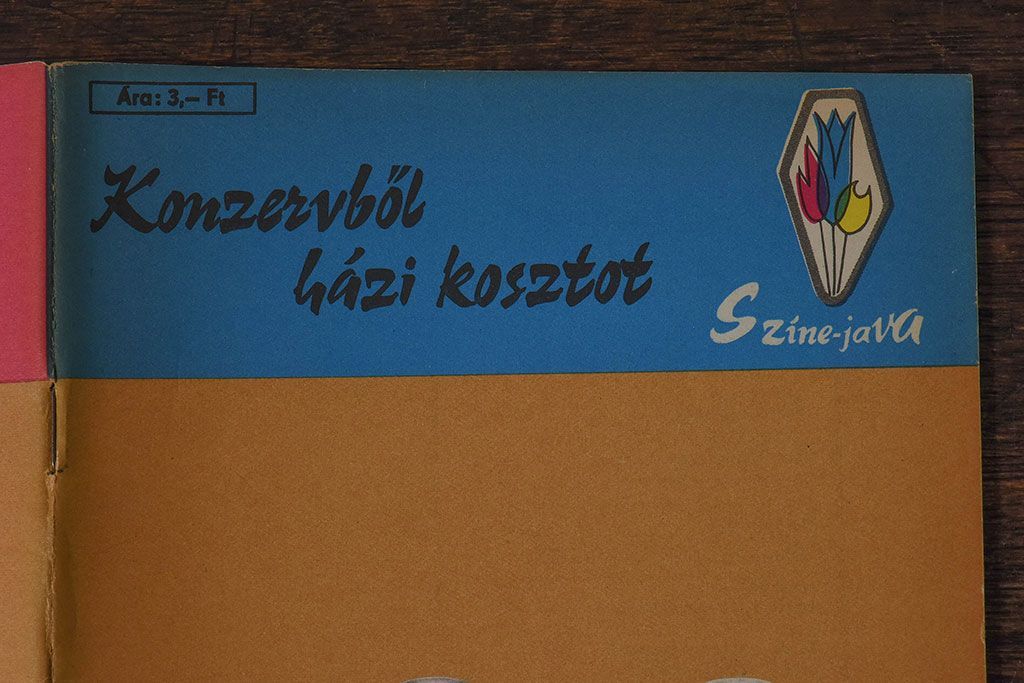 Ára: 3,– Ft
Konzervből
házi kosztot
Színe-java